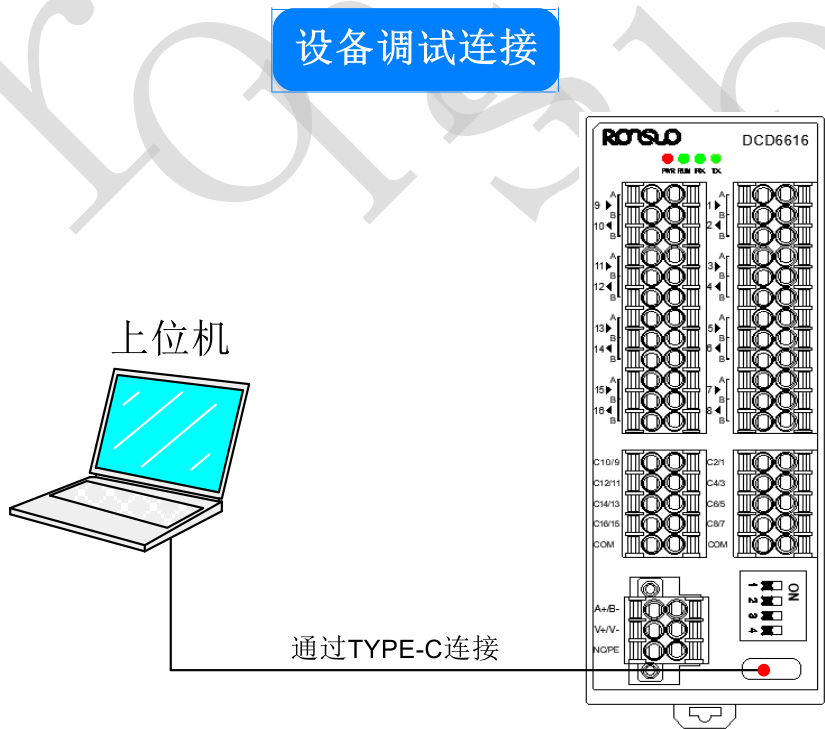 设备调试连接
RONSLO
DCD6616
PWR RUN RX TX
A
9
B
10
B
A
1
B
2
B
A
11
B
12
B
A
3
B
4
B
A
13
B
14
B
A
5
B
6
B
A
15
B
16
B
A
7
B
8
B
上位机
C10/9
C12/11
C14/13
C16/15
COM
C2/1
C4/3
C6/5
C8/7
COM
A+/B-
V+/V-
NC/PE
1
2
3
4
ON
通过TYPE-C连接